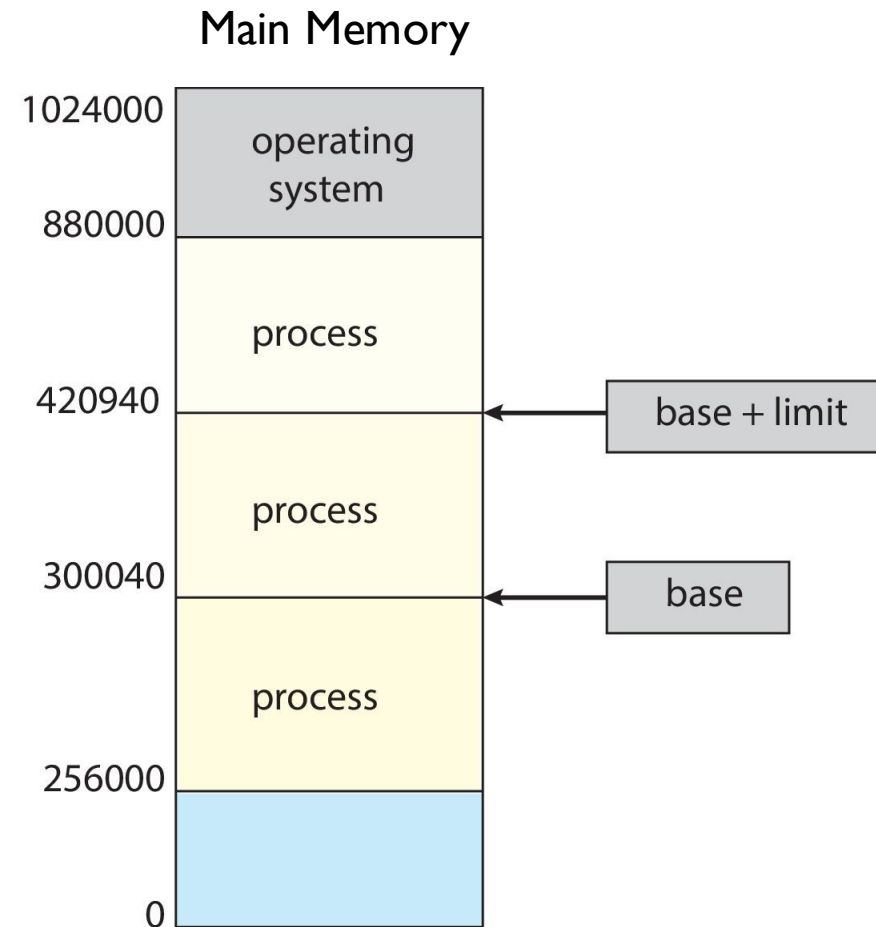 Main Memory
1024000
operating
system
880000
process
420940
base + limit
process
300040
base
process
256000
0